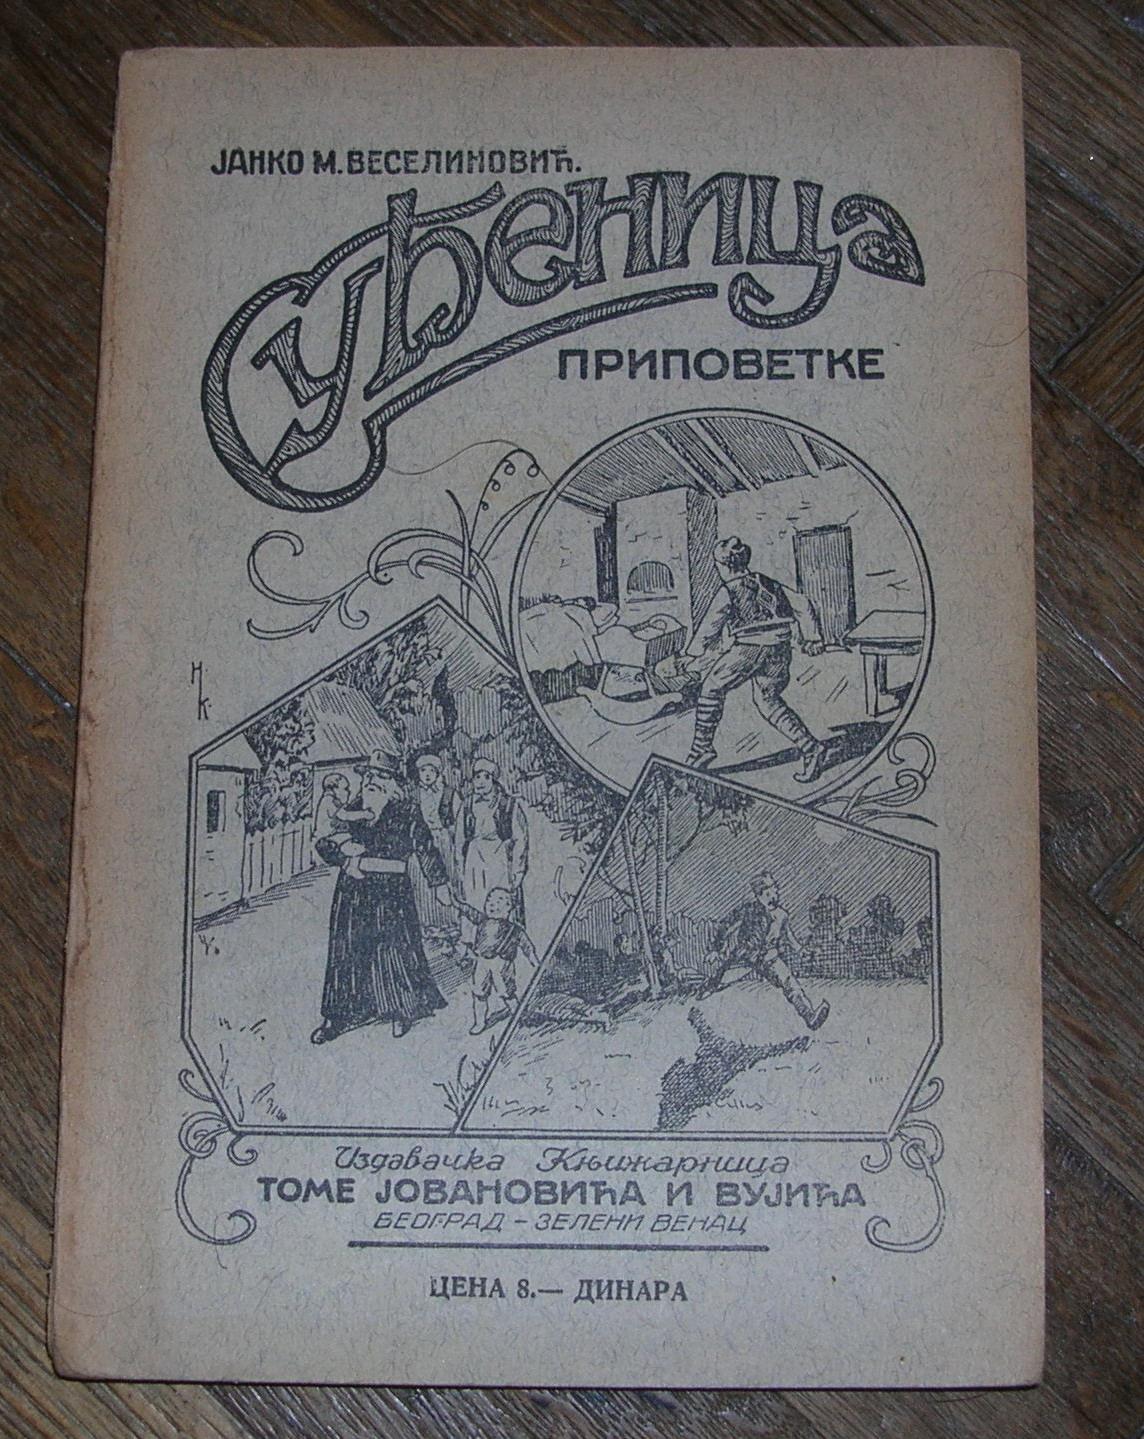 ЈАНКО М. ВЕСЕЛИНОВИЋ.
Суђеница
ПРИПОВЕТКЕ
Н
К.
Издавачка Књижарница
ТОМЕ ЈОВАНОВИЋА И ВУЈИЋА
БЕОГРАД – ЗЕЛЕНИ ВЕНАЦ
ЦЕНА 8.— ДИНАРА